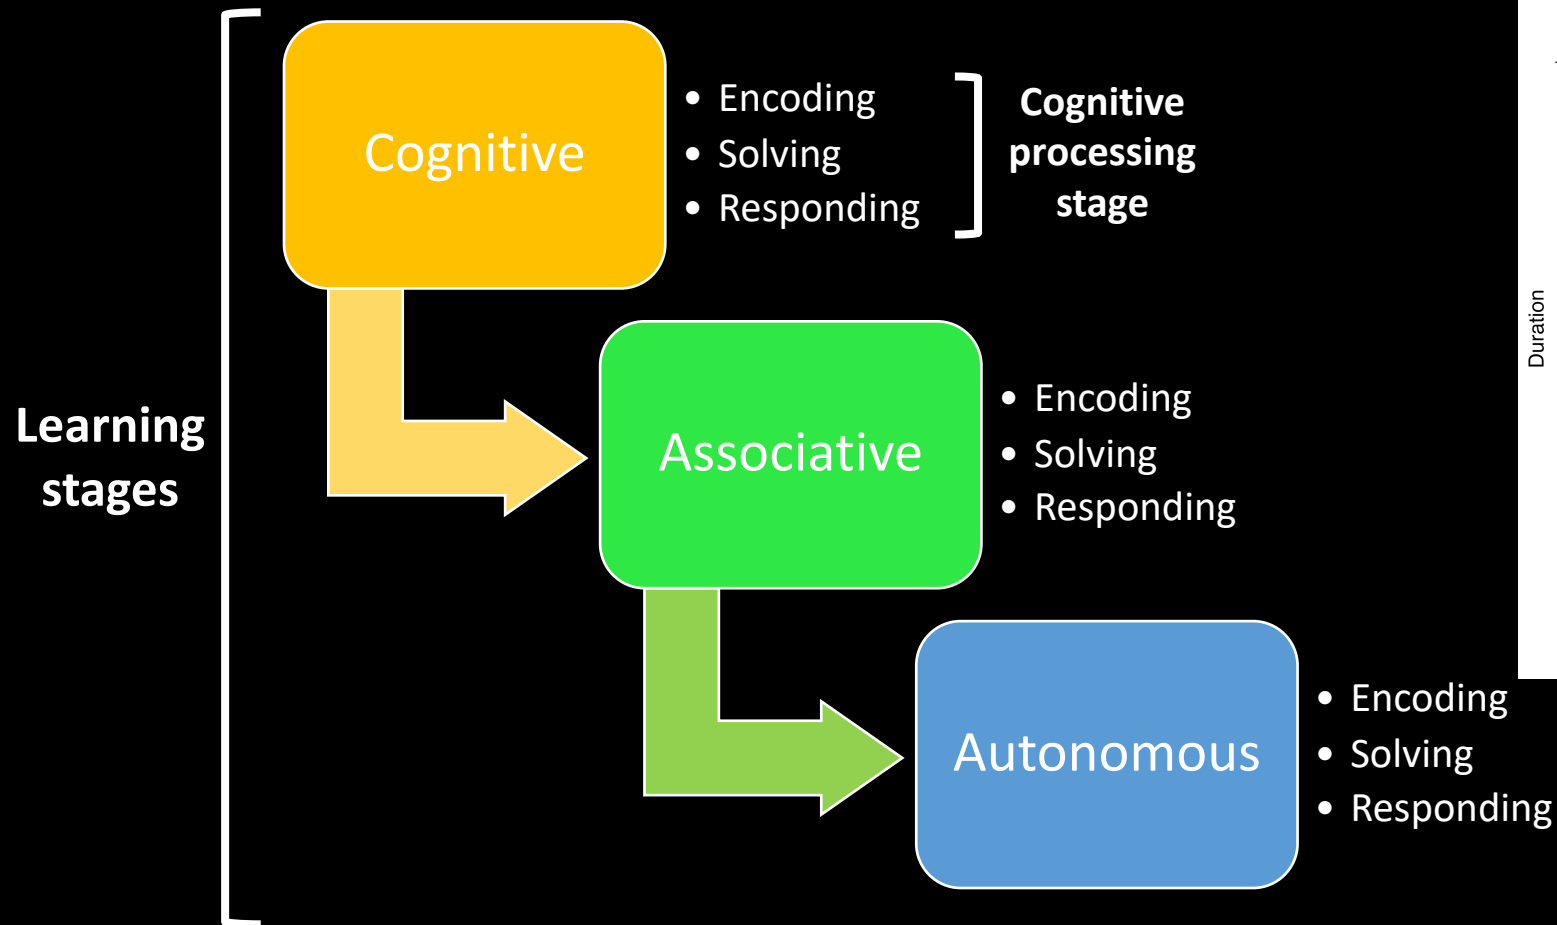 Cognitive
• Encoding
• Solving
• Responding
Cognitive
processing
stage
Learning
stages
Associative
• Encoding
• Solving
• Responding
Autonomous
• Encoding
• Solving
• Responding
Duration